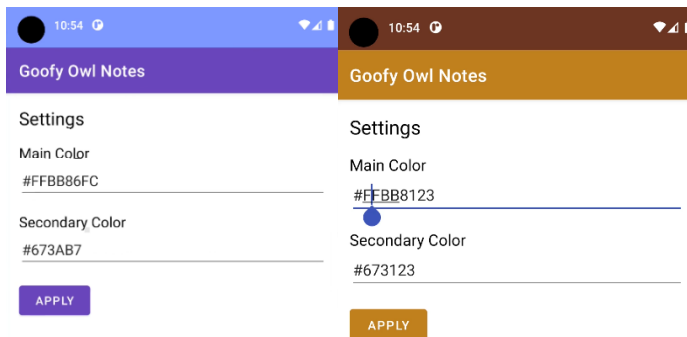 10:54
Goofy Owl Notes
Settings
Main Color
#FFBB86FC
Secondary Color
#673AB7
APPLY
10:54
Goofy Owl Notes
Settings
Main Color
#FFBB8123
Secondary Color
#673123
APPLY